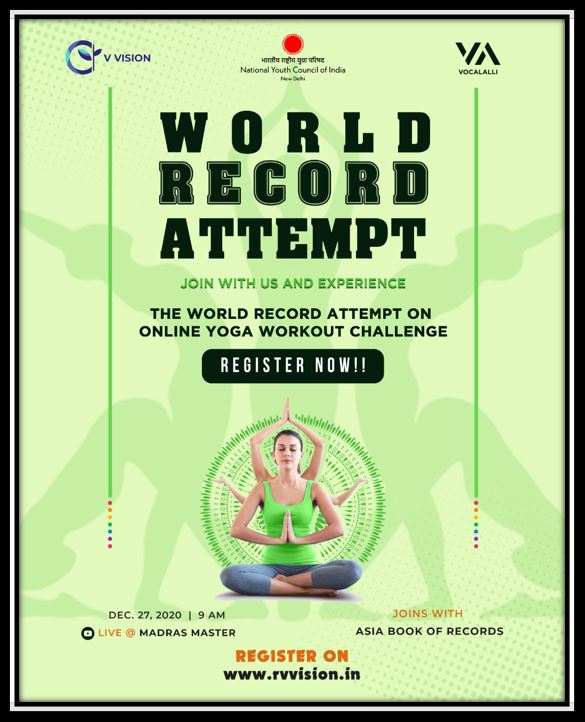 V VISION
भारतीय राष्ट्रीय युवा परिषद
National Youth Council of India
New Delhi
VOCALALLI
WORLD
RECORD
ATTEMPT
JOIN WITH US AND EXPERIENCE
THE WORLD RECORD ATTEMPT ON
ONLINE YOGA WORKOUT CHALLENGE
REGISTER NOW!!
DEC. 27, 2020 | 9 AM
LIVE @ MADRAS MASTER
JOINS WITH
ASIA BOOK OF RECORDS
REGISTER ON
www.rvvision.in